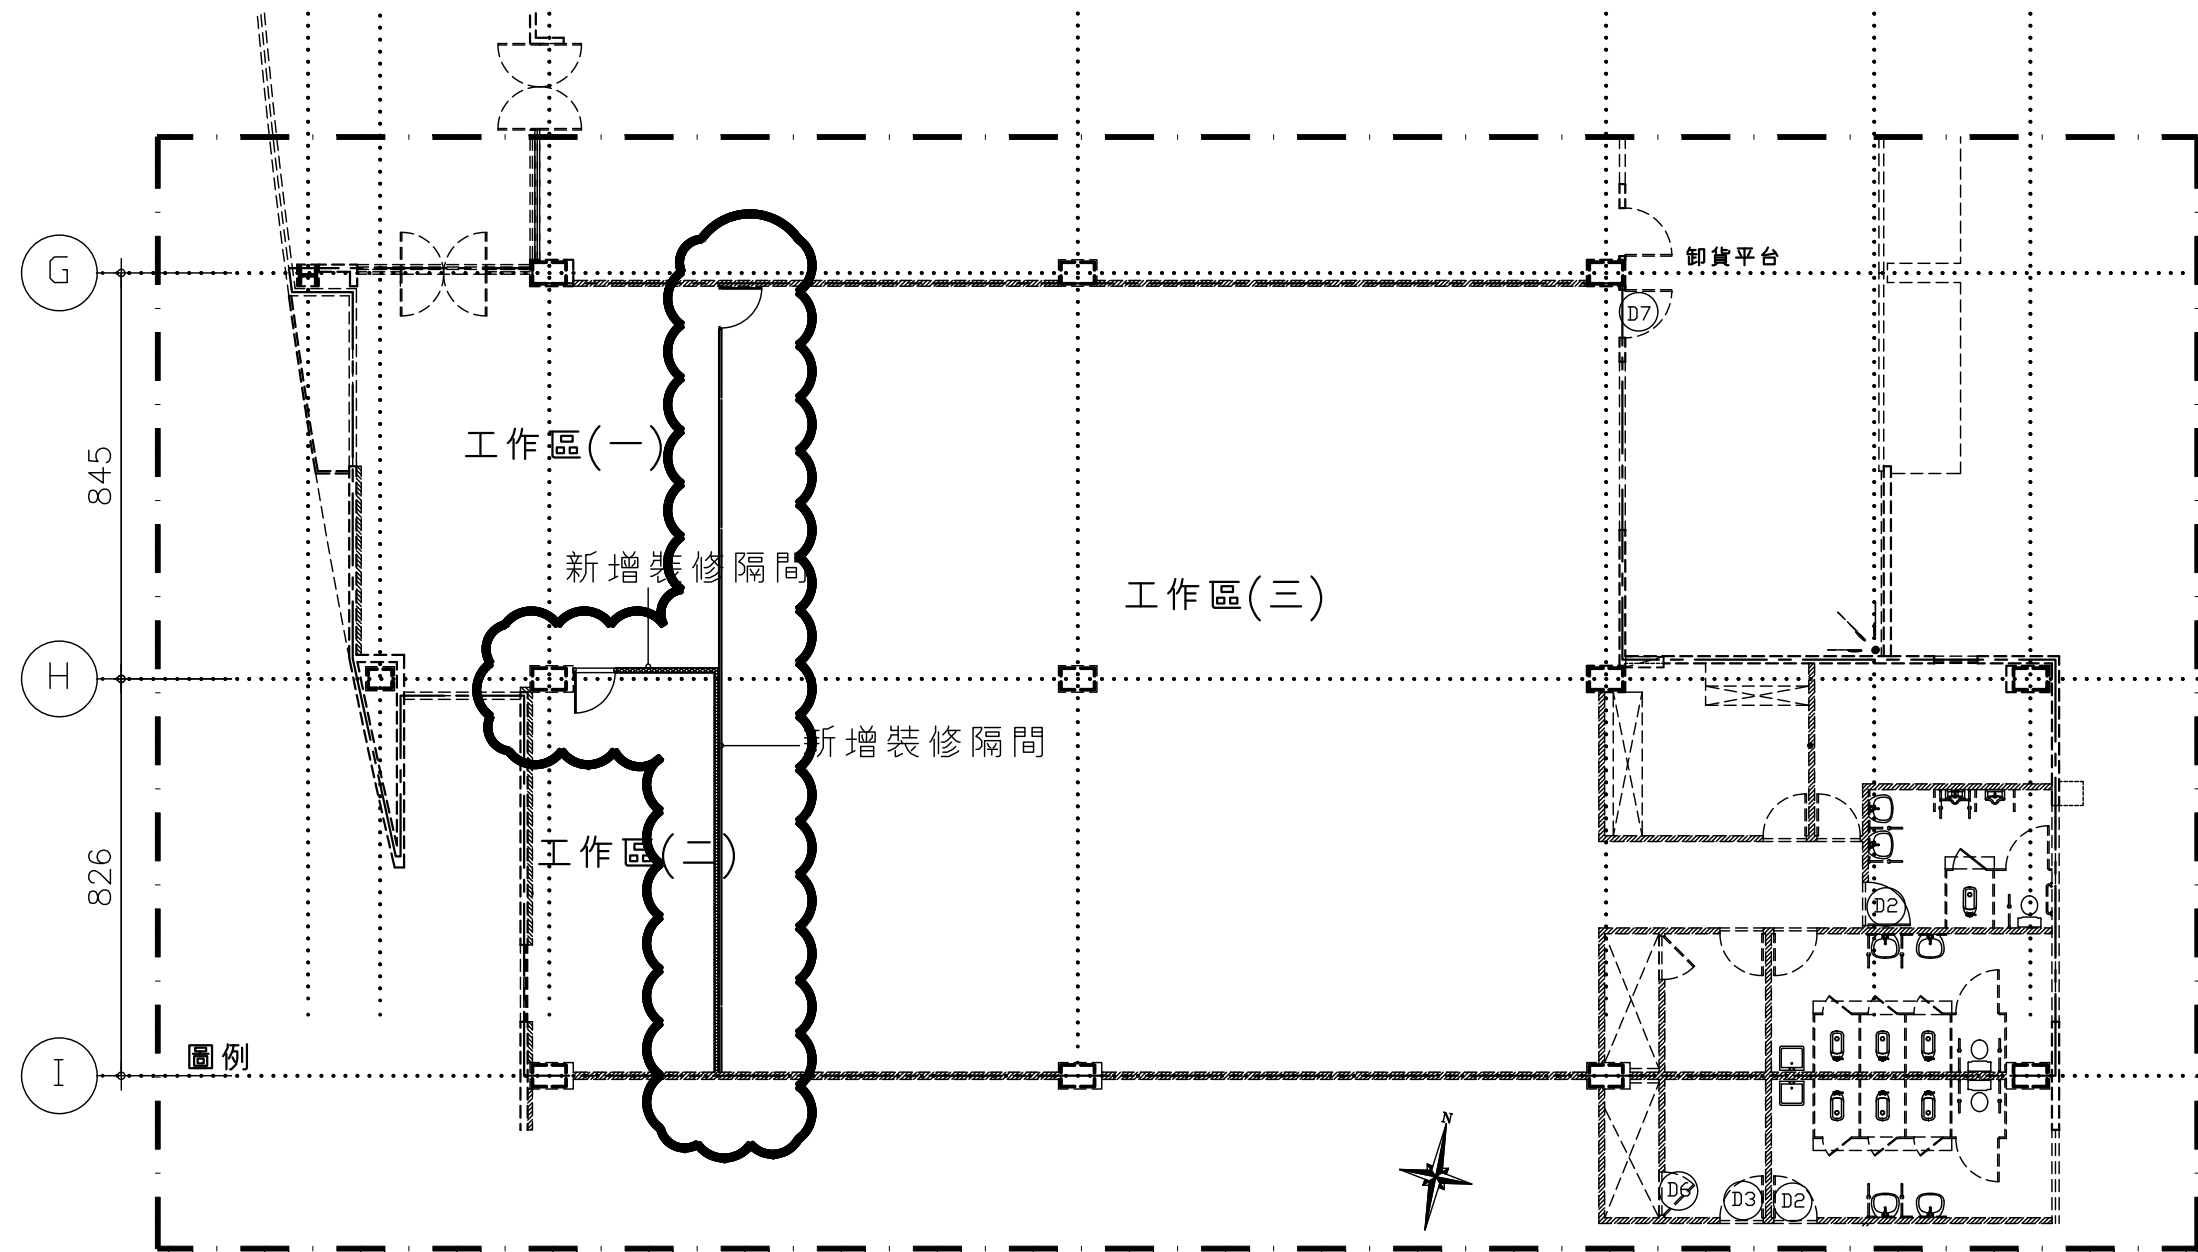 N
G
卸貨平台
D7
工作區(一)
845
新增裝修隔間
工作區(三)
H
新增裝修隔間
工作區(二)
826
D2
圖例
I
N
D6
D3
D2